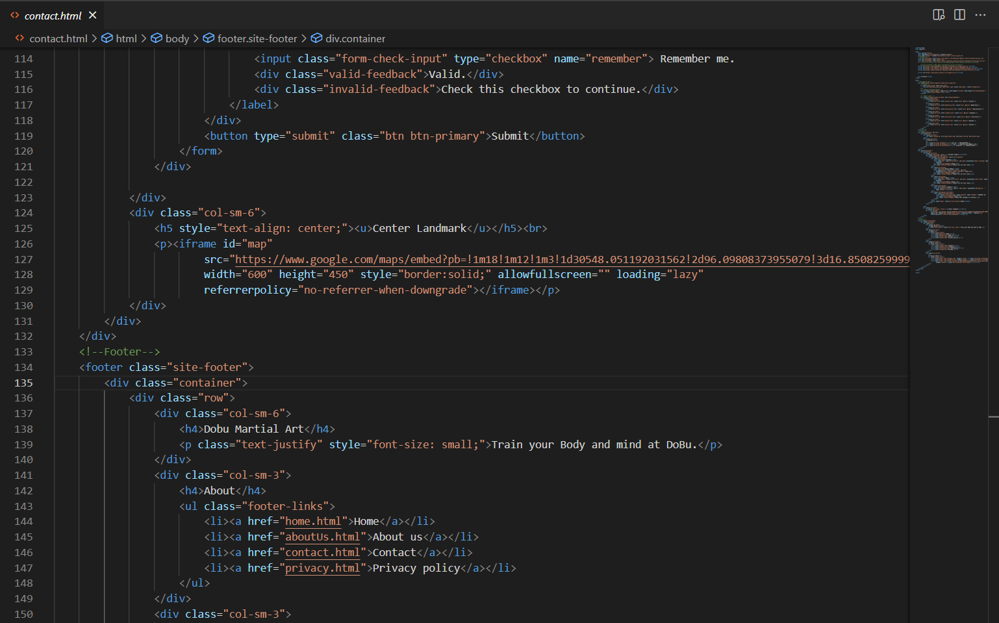 contact.html
contact.html > html > body > footer.site-footer > div.container
114 <input class="form-check-input" type="checkbox" name="remember"> Remember me.
115 <div class="valid-feedback">Valid.</div>
116 <div class="invalid-feedback">Check this checkbox to continue.</div>
117 </label>
118 </div>
119 <button type="submit" class="btn btn-primary">Submit</button>
120 </form>
121 </div>
122
123 </div>
124 <div class="col-sm-6">
125 <h5 style="text-align: center;"><u>Center Landmark</u></h5><br>
126 <p><iframe id="map"
127 src="https://www.google.com/maps/embed?pb=!1m18!1m12!1m3!1d30548.051192031562!2d96.09808373955079!3d16.8508259999
128 width="600" height="450" style="border:solid;" allowfullscreen="" loading="lazy"
129 referrerpolicy="no-referrer-when-downgrade"></iframe></p>
130 </div>
131 </div>
132 </div>
133 <!--Footer-->
134 <footer class="site-footer">
135 <div class="container">
136 <div class="row">
137 <div class="col-sm-6">
138 <h4>Dobu Martial Art</h4>
139 <p class="text-justify" style="font-size: small;">Train your Body and mind at DoBu.</p>
140 </div>
141 <div class="col-sm-3">
142 <h4>About</h4>
143 <ul class="footer-links">
144 <li><a href="home.html">Home</a></li>
145 <li><a href="aboutUs.html">About us</a></li>
146 <li><a href="contact.html">Contact</a></li>
147 <li><a href="privacy.html">Privacy policy</a></li>
148 </ul>
149 </div>
150 <div class="col-sm-3">